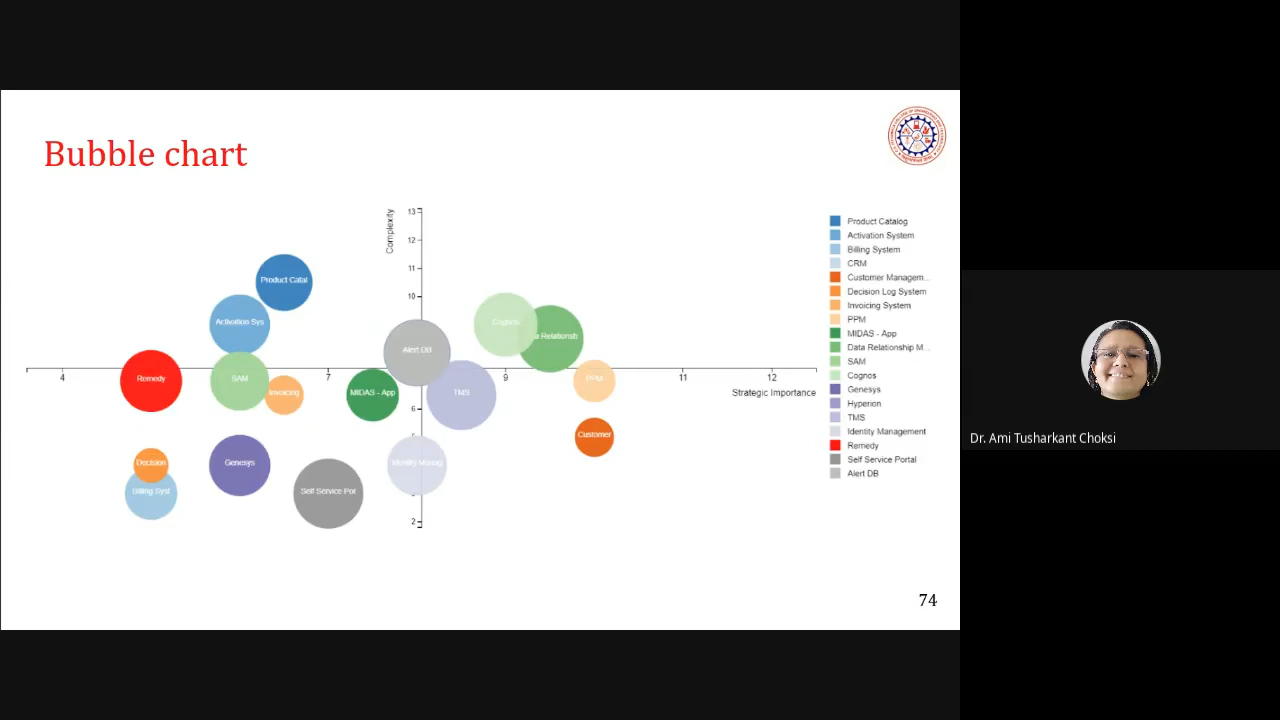 Bubble chart
Complexity
13
12
11
10
6
2
4
7
9
11
12
Strategic Importance
Product Catal
Activation Sys
Cognos
a Relationsh
Alert DB
Remedy
SAM
Invoicing
MIDAS - App
TMS
PPM
Customer
Decision
Billing Syst
Genesys
Self Service Pot
Identity Manag
Product Catalog
Activation System
Billing System
CRM
Customer Managem...
Decision Log System
Invoicing System
PPM
MIDAS - App
Data Relationship M...
SAM
Cognos
Genesys
Hyperion
TMS
Identity Management
Remedy
Self Service Portal
Alert DB
74
Dr. Ami Tusharkant Choksi